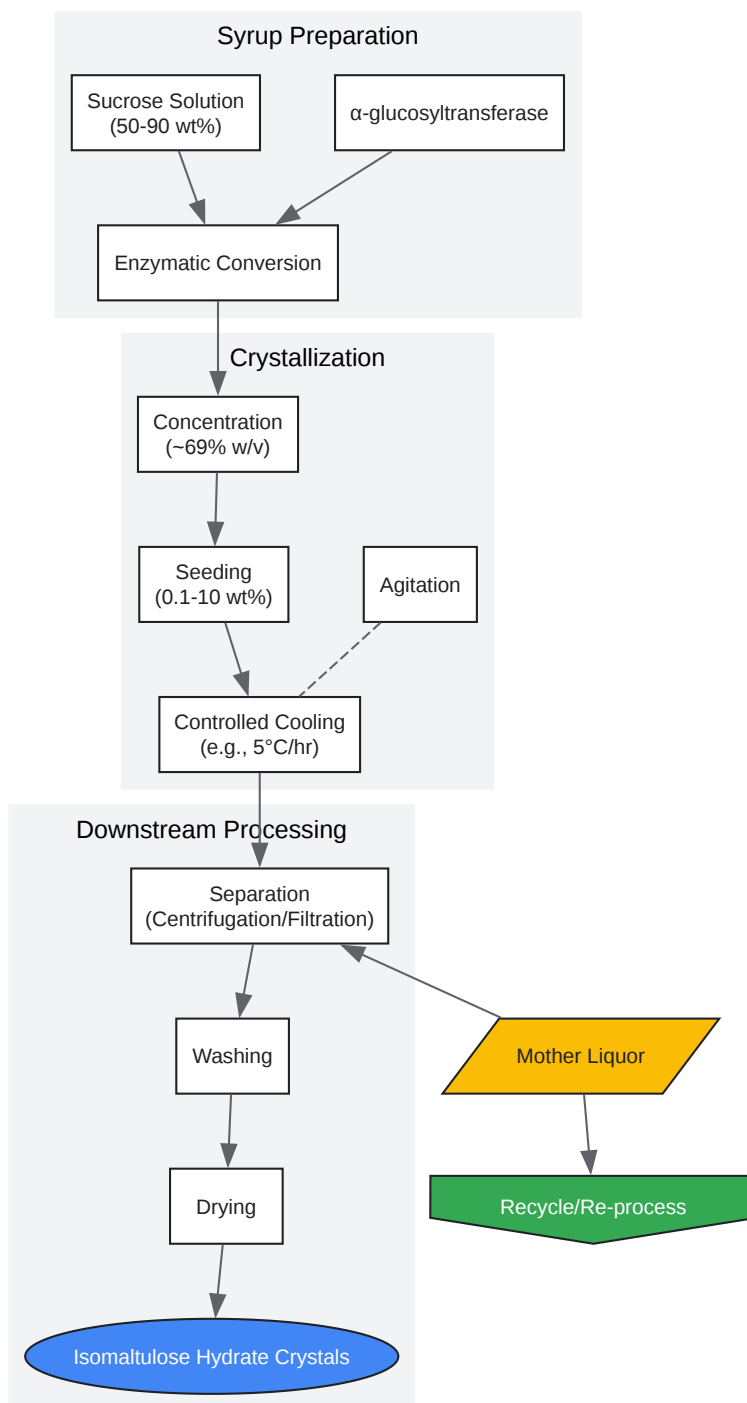 Syrup Preparation
Sucrose Solution
(50-90 wt%)
α-glucosyltransferase
Enzymatic Conversion
Crystallization
Concentration
(~69% w/v)
Seeding
(0.1-10 wt%)
Agitation
Controlled Cooling
(e.g., 5°C/hr)
Downstream Processing
Separation
(Centrifugation/Filtration)
Washing
Mother Liquor
Drying
Recycle/Re-process
Isomaltulose Hydrate Crystals